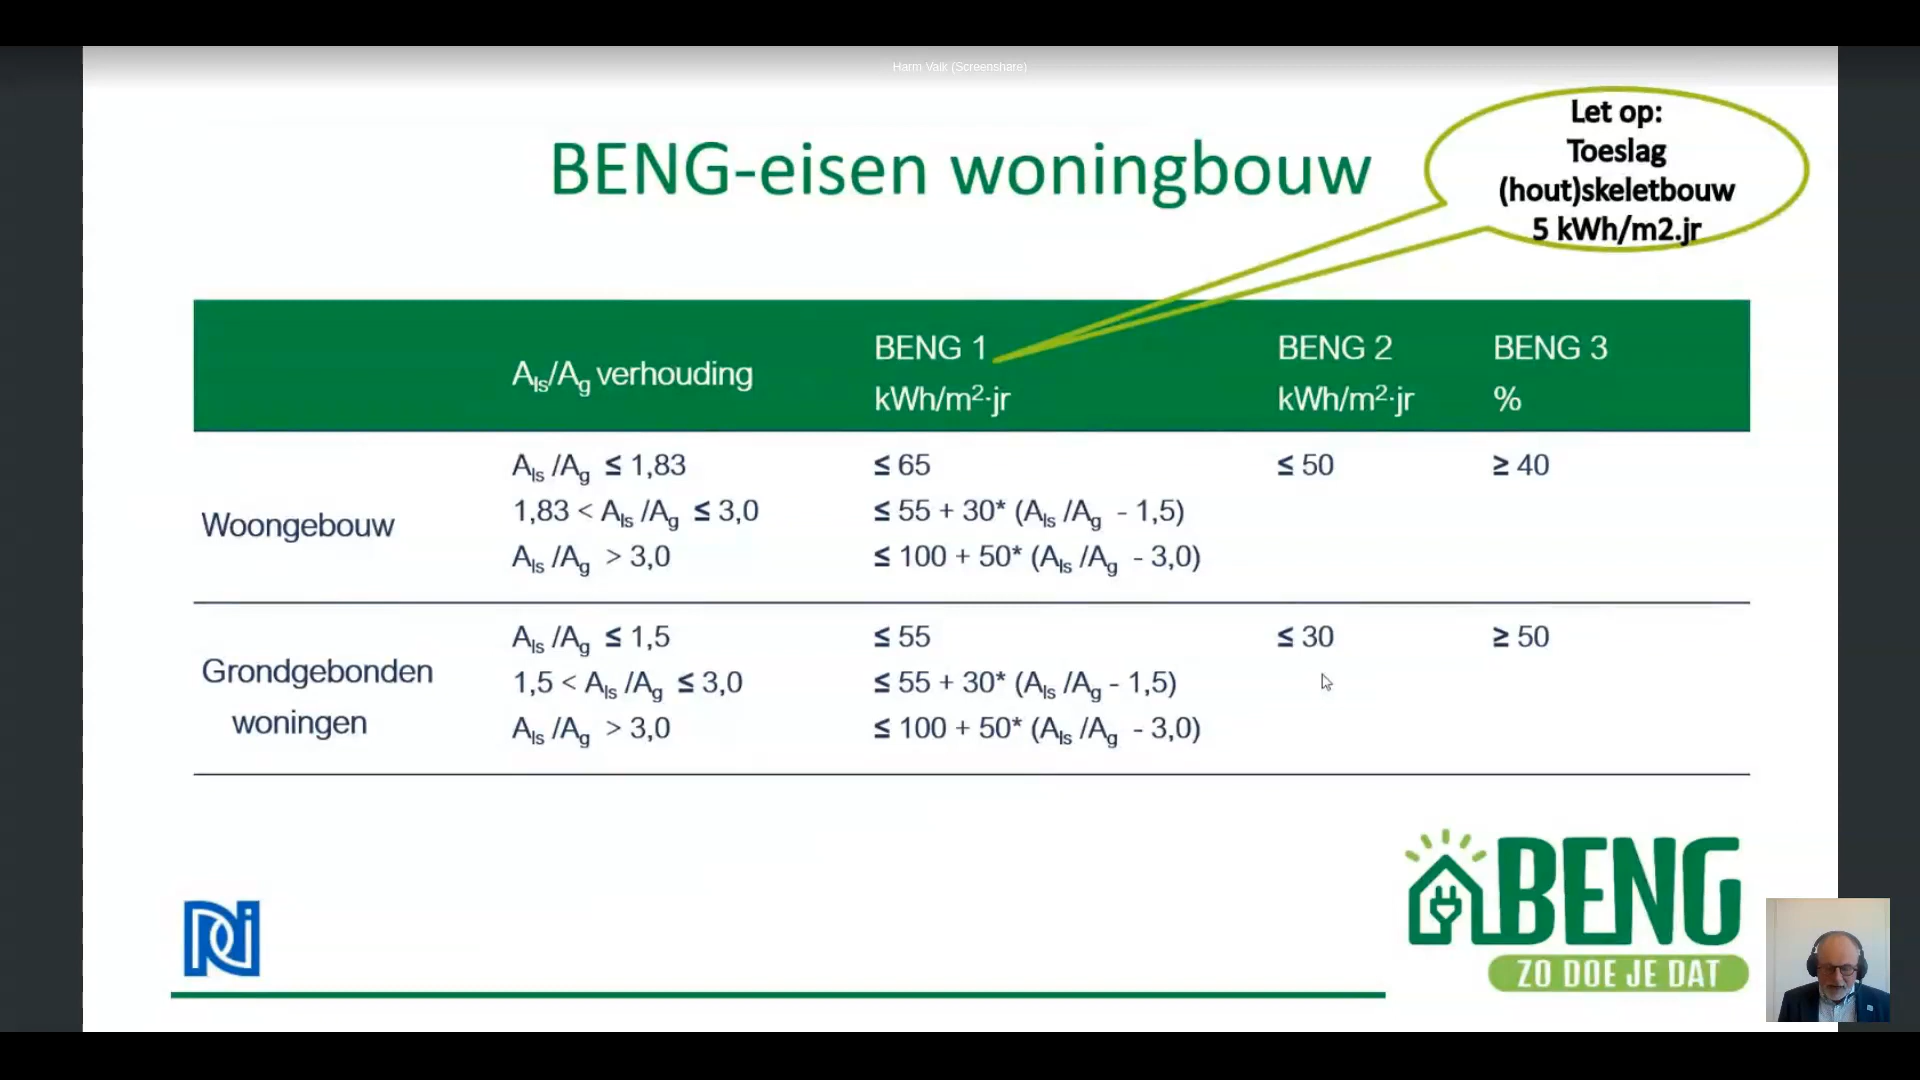 Harm Valk (Screenshare)
Let op:
Toeslag
(hout)skeletbouw
5 kWh/m2.jr
BENG-eisen woningbouw
Als/Ag verhouding
BENG 1
kWh/m²·jr
BENG 2
kWh/m²·jr
BENG 3
%
Woongebouw
Als /Ag ≤ 1,83 ≤ 65 ≤ 50 ≥ 40
1,83 < Als /Ag ≤ 3,0 ≤ 55 + 30* (Als /Ag - 1,5)
Als /Ag > 3,0 ≤ 100 + 50* (Als /Ag - 3,0)
Grondgebonden
woningen
Als /Ag ≤ 1,5 ≤ 55 ≤ 30 ≥ 50
1,5 < Als /Ag ≤ 3,0 ≤ 55 + 30* (Als /Ag - 1,5)
Als /Ag > 3,0 ≤ 100 + 50* (Als /Ag - 3,0)
BENG
ZO DOE JE DAT